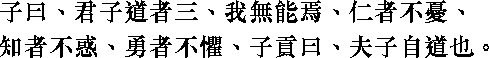 子曰、君子道者三、我無能焉、仁者不憂、
知者不惑、勇者不懼、子貢曰、夫子自道也。